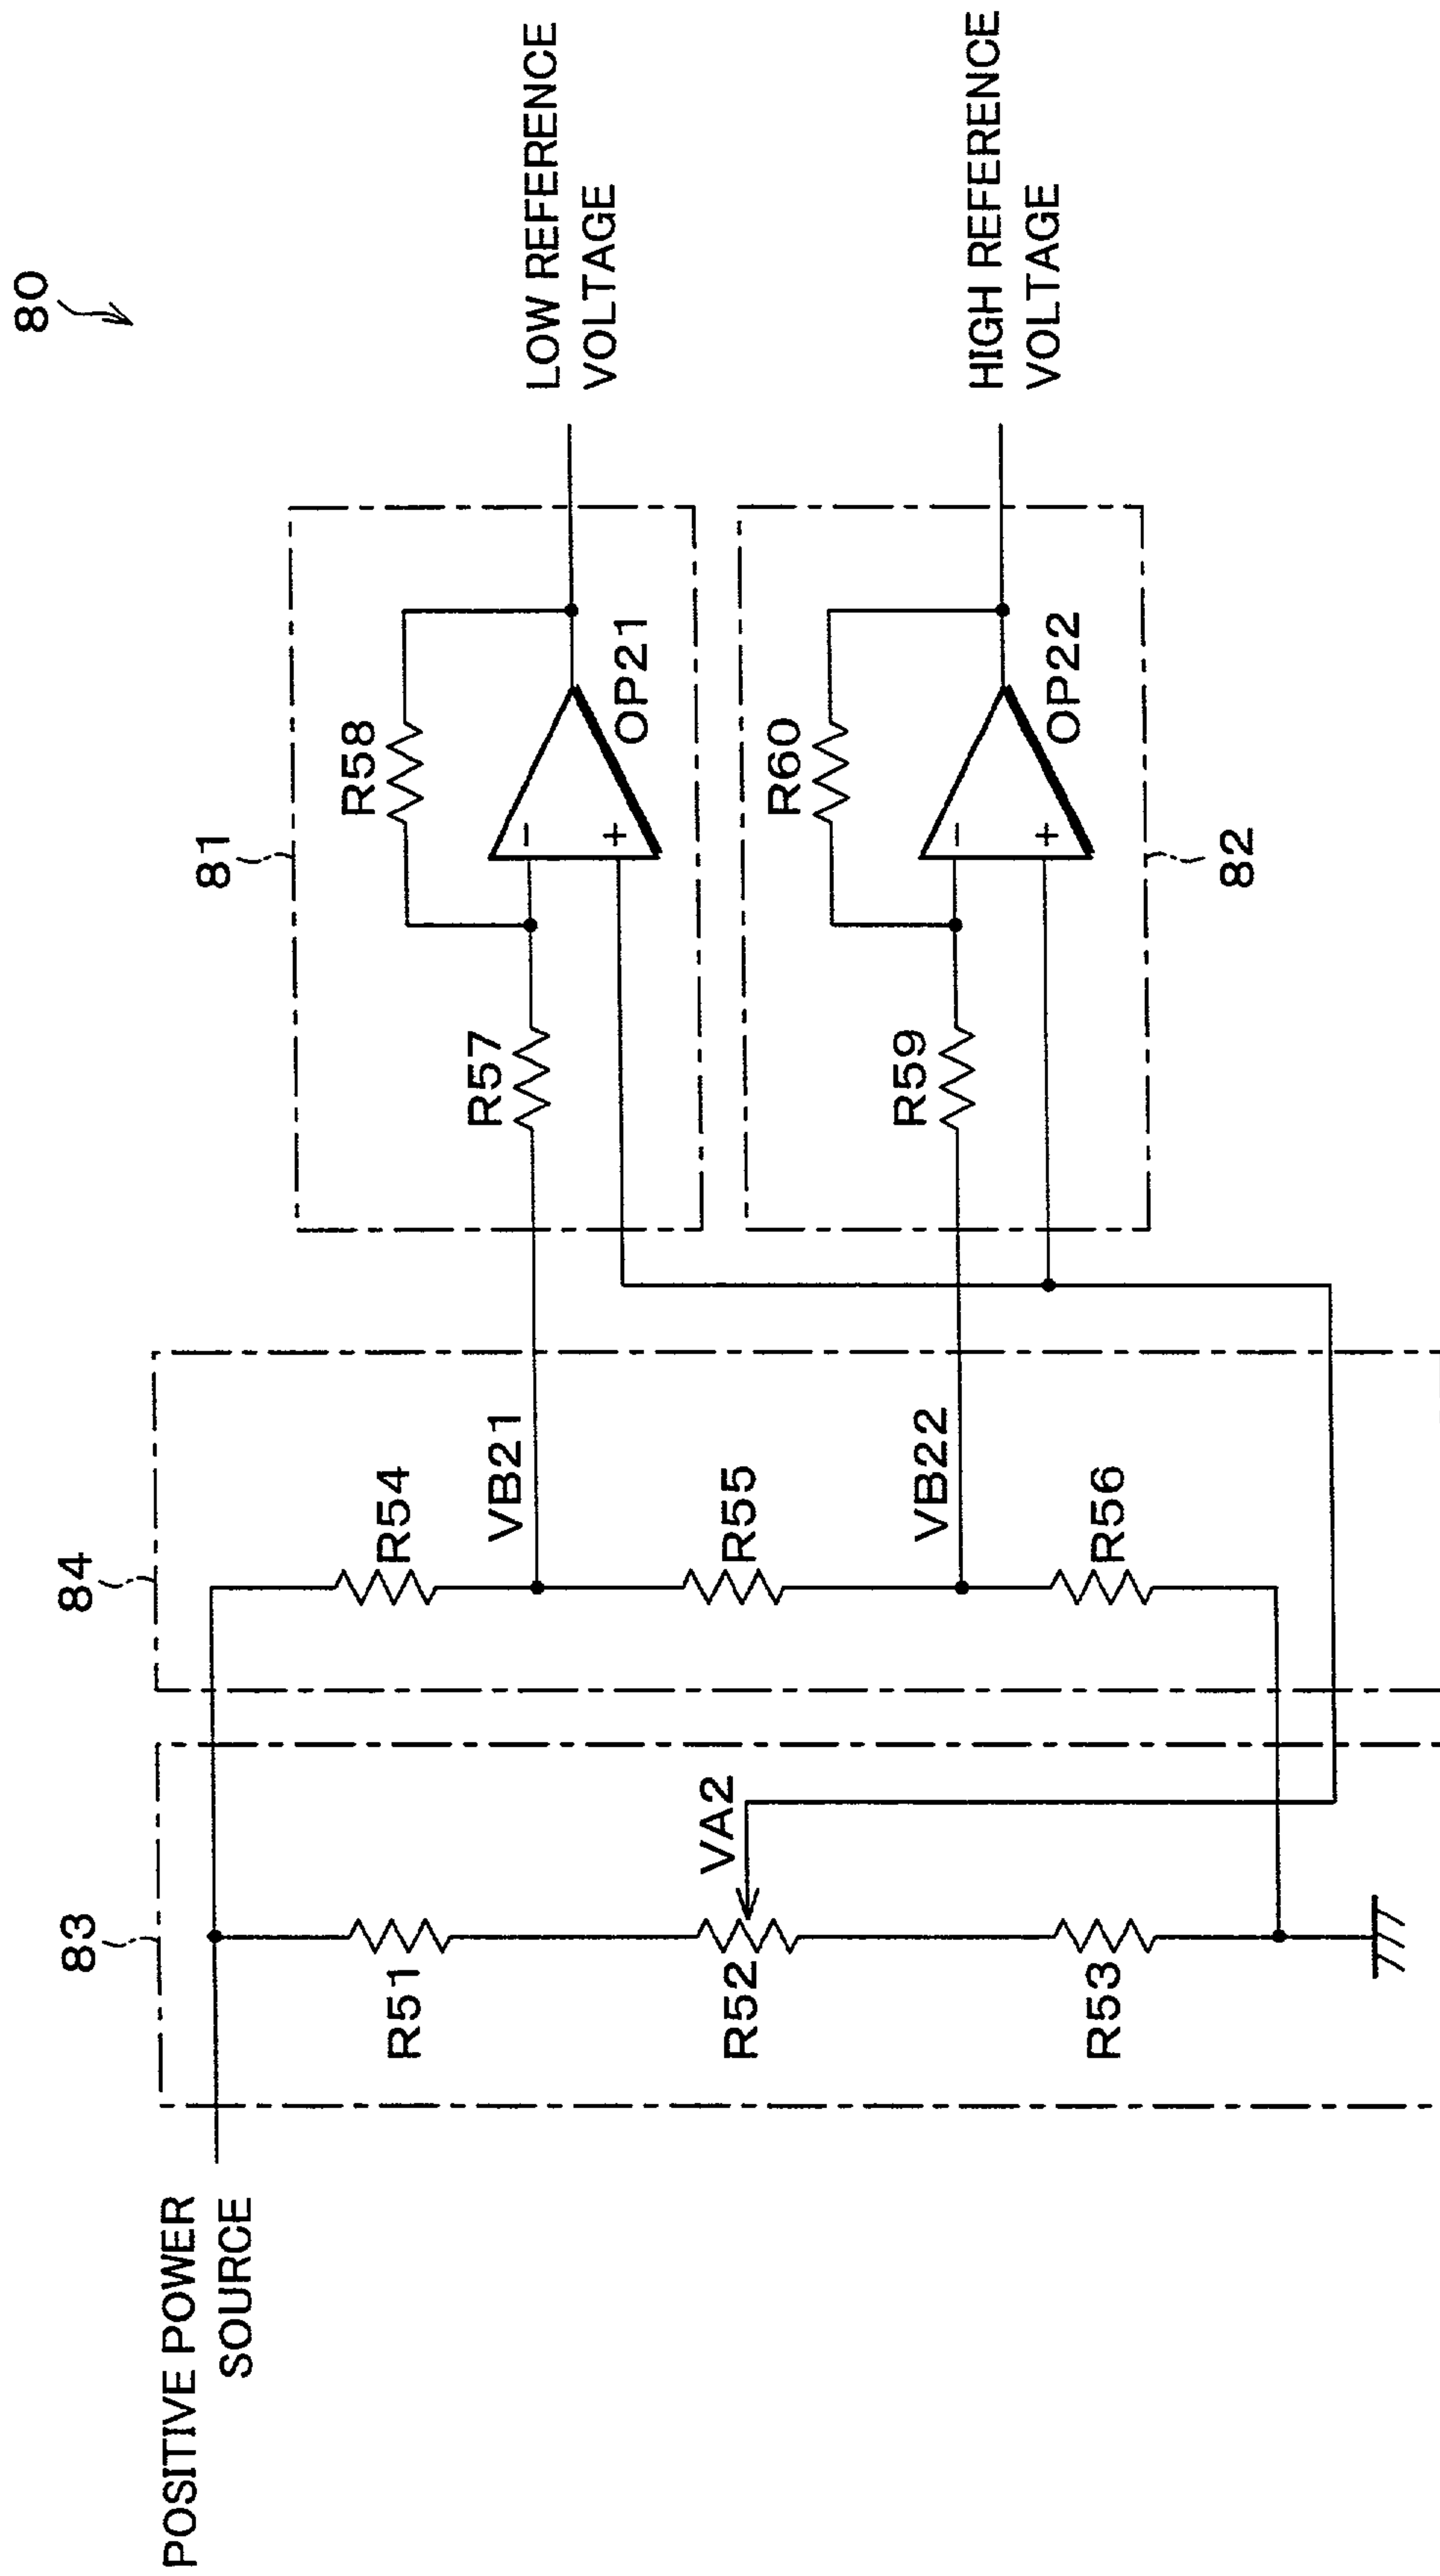 80
POSITIVE POWER
SOURCE
83
R51
R52
R53
VA2
84
R54
R55
R56
VB21
VB22
81
R57
R58
-
+
OP21
LOW REFERENCE
VOLTAGE
82
R59
R60
-
+
OP22
HIGH REFERENCE
VOLTAGE